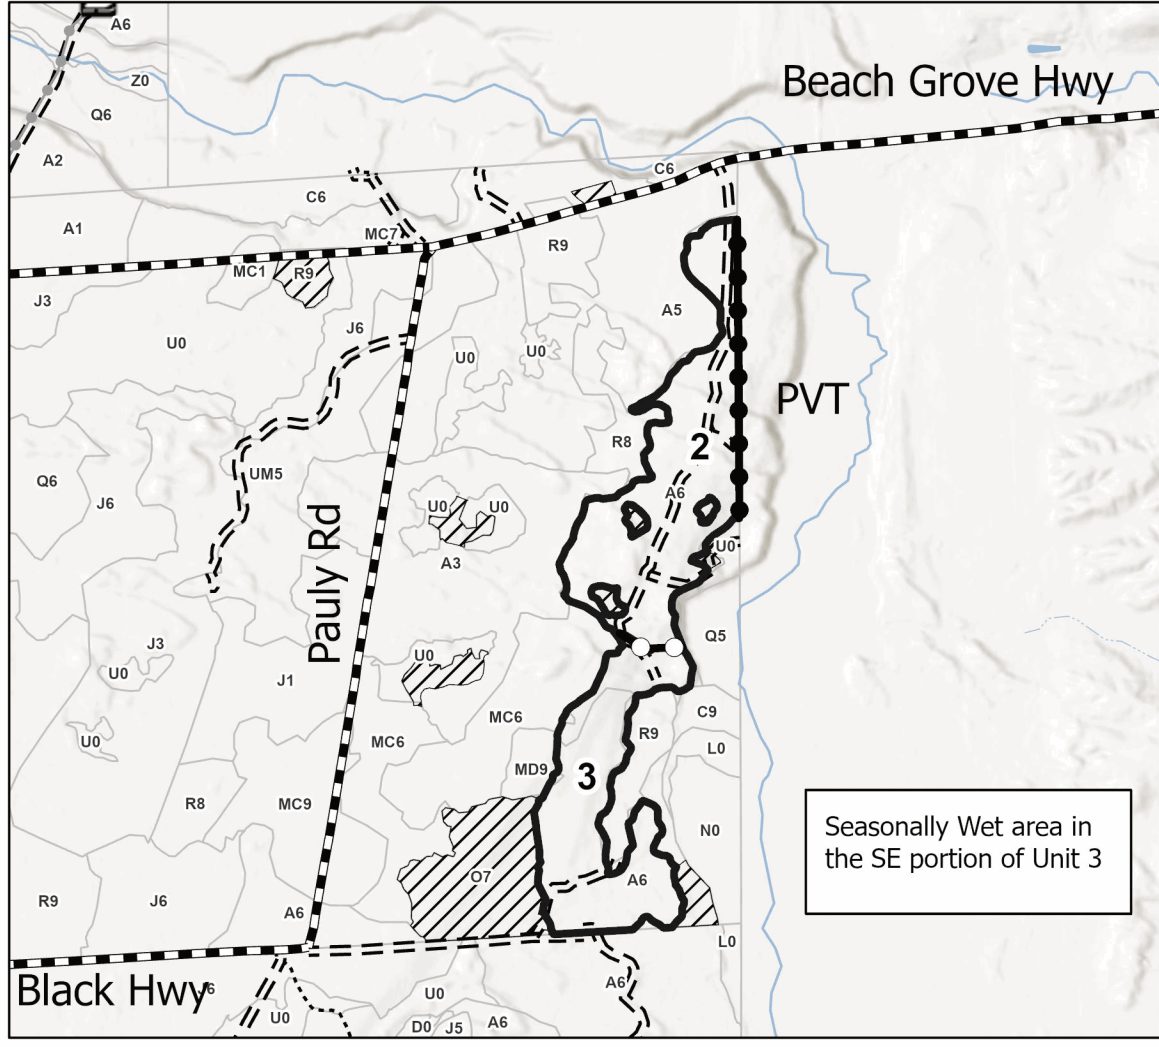 A6
Z0
Beach Grove Hwy
Q6
A2
C6
C6
A1
MC7
R9
MC1
R9
J3
A5
J6
U0
U0
U0
PVT
R8
2
UM5
Q6
A6
J6
U0
U0
Pauly Rd
U0
A3
Q5
J3
U0
U0
J1
C9
MC6
R9
MC6
U0
L0
MD9
3
R8
MC9
Seasonally Wet area in
the SE portion of Unit 3
N0
O7
A6
R9
J6
A6
L0
A6
Black Hwy
J6
U0
U0
D0
J5
A6